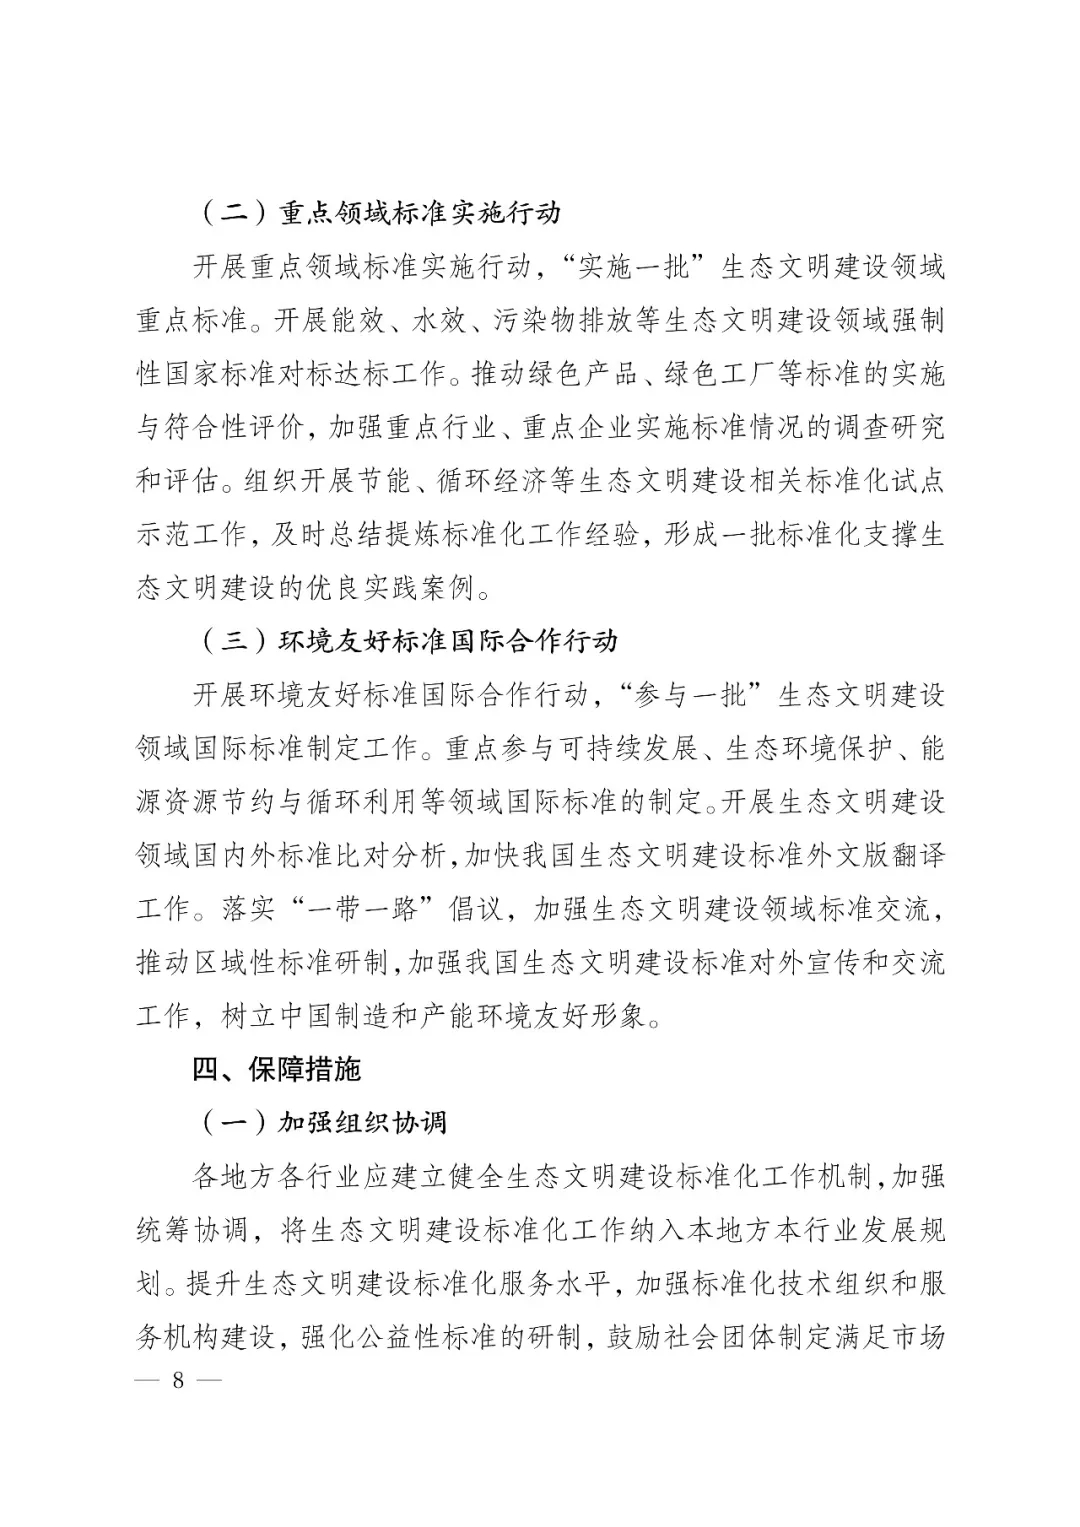 （二）重点领域标准实施行动
开展重点领域标准实施行动，“实施一批”生态文明建设领域
重点标准。开展能效、水效、污染物排放等生态文明建设领域强制
性国家标准对标达标工作。推动绿色产品、绿色工厂等标准的实施
与符合性评价，加强重点行业、重点企业实施标准情况的调查研究
和评估。组织开展节能、循环经济等生态文明建设相关标准化试点
示范工作，及时总结提炼标准化工作经验，形成一批标准化支撑生
态文明建设的优良实践案例。
（三）环境友好标准国际合作行动
开展环境友好标准国际合作行动，“参与一批”生态文明建设
领域国际标准制定工作。重点参与可持续发展、生态环境保护、能
源资源节约与循环利用等领域国际标准的制定。开展生态文明建设
领域国内外标准比对分析，加快我国生态文明建设标准外文版翻译
工作。落实“一带一路”倡议，加强生态文明建设领域标准交流，
推动区域性标准研制，加强我国生态文明建设标准对外宣传和交流
工作，树立中国制造和产能环境友好形象。
四、保障措施
（一）加强组织协调
各地方各行业应建立健全生态文明建设标准化工作机制，加强
统筹协调，将生态文明建设标准化工作纳入本地方本行业发展规
划。提升生态文明建设标准化服务水平，加强标准化技术组织和服
务机构建设，强化公益性标准的研制，鼓励社会团体制定满足市场
— 8 —